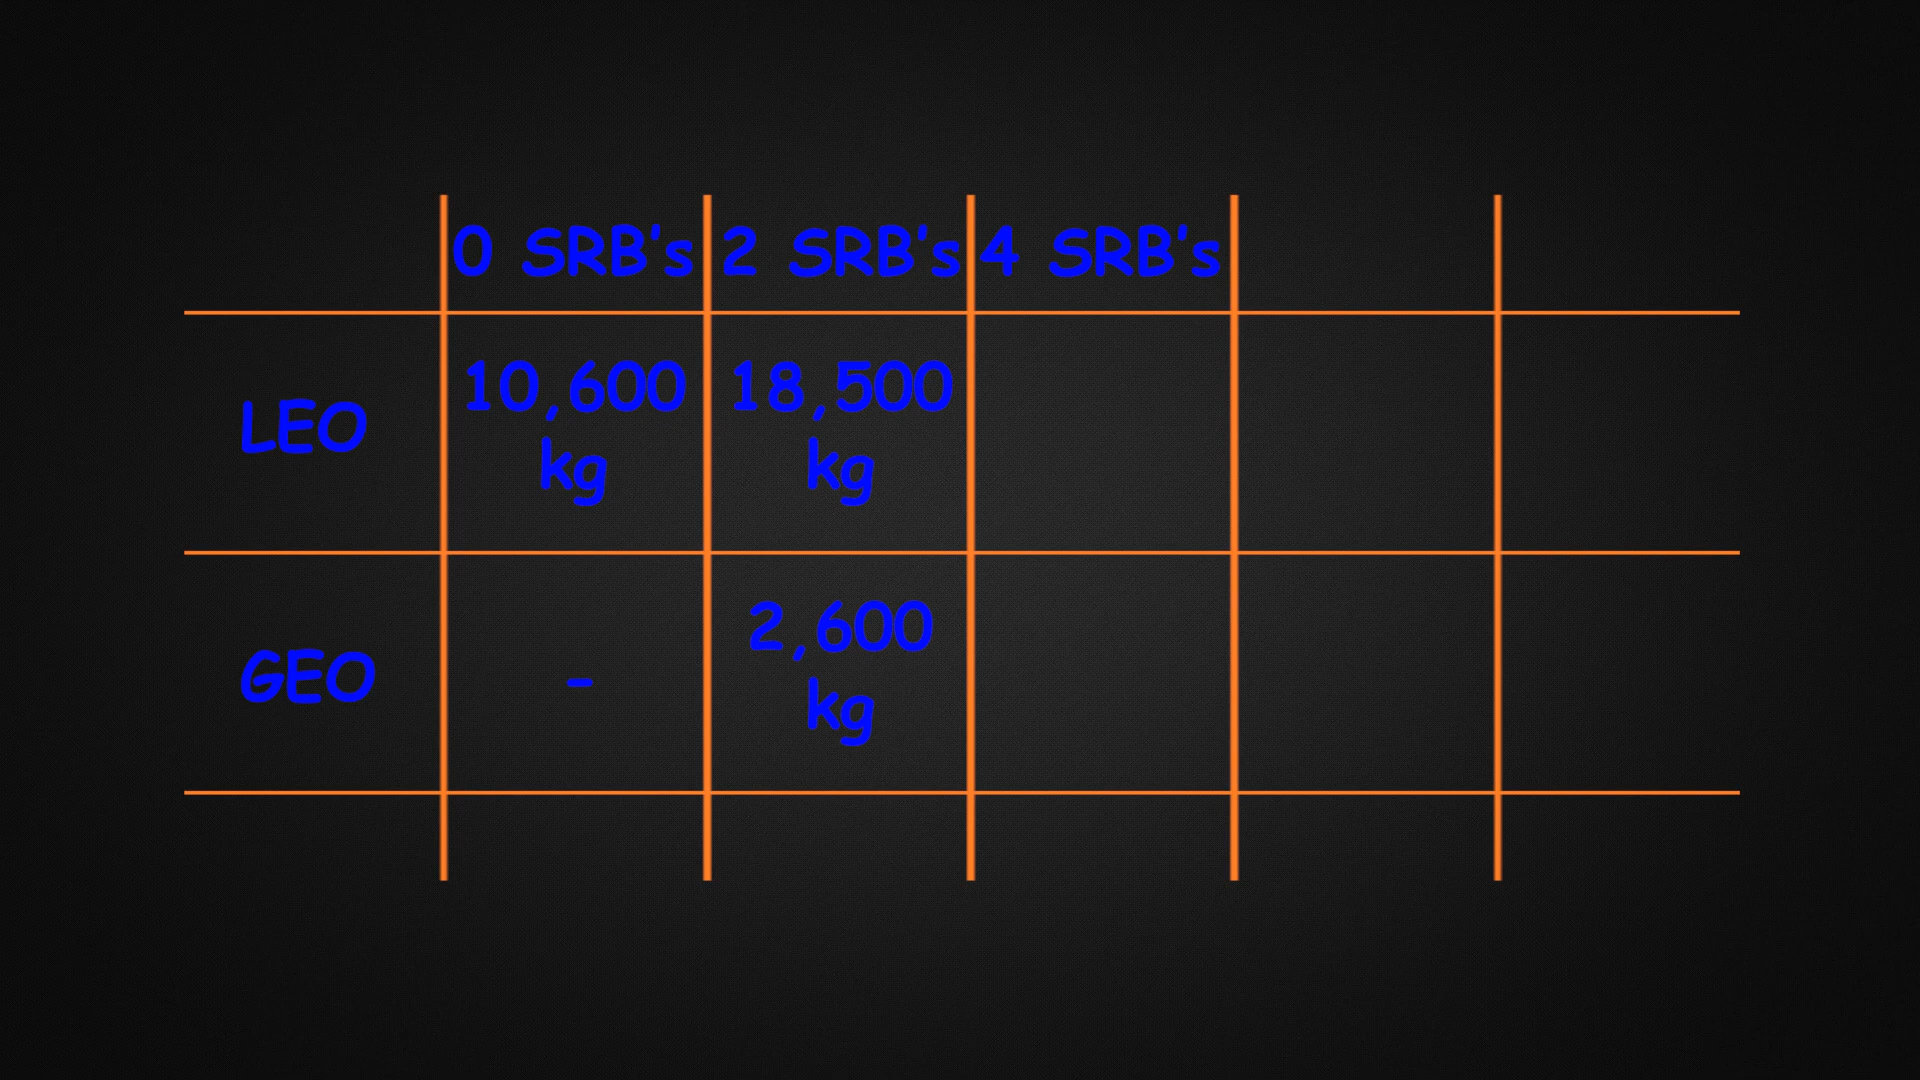 0 SRB's 2 SRB's 4 SRB's
LEO 10,600 kg 18,500 kg
GEO - 2,600 kg